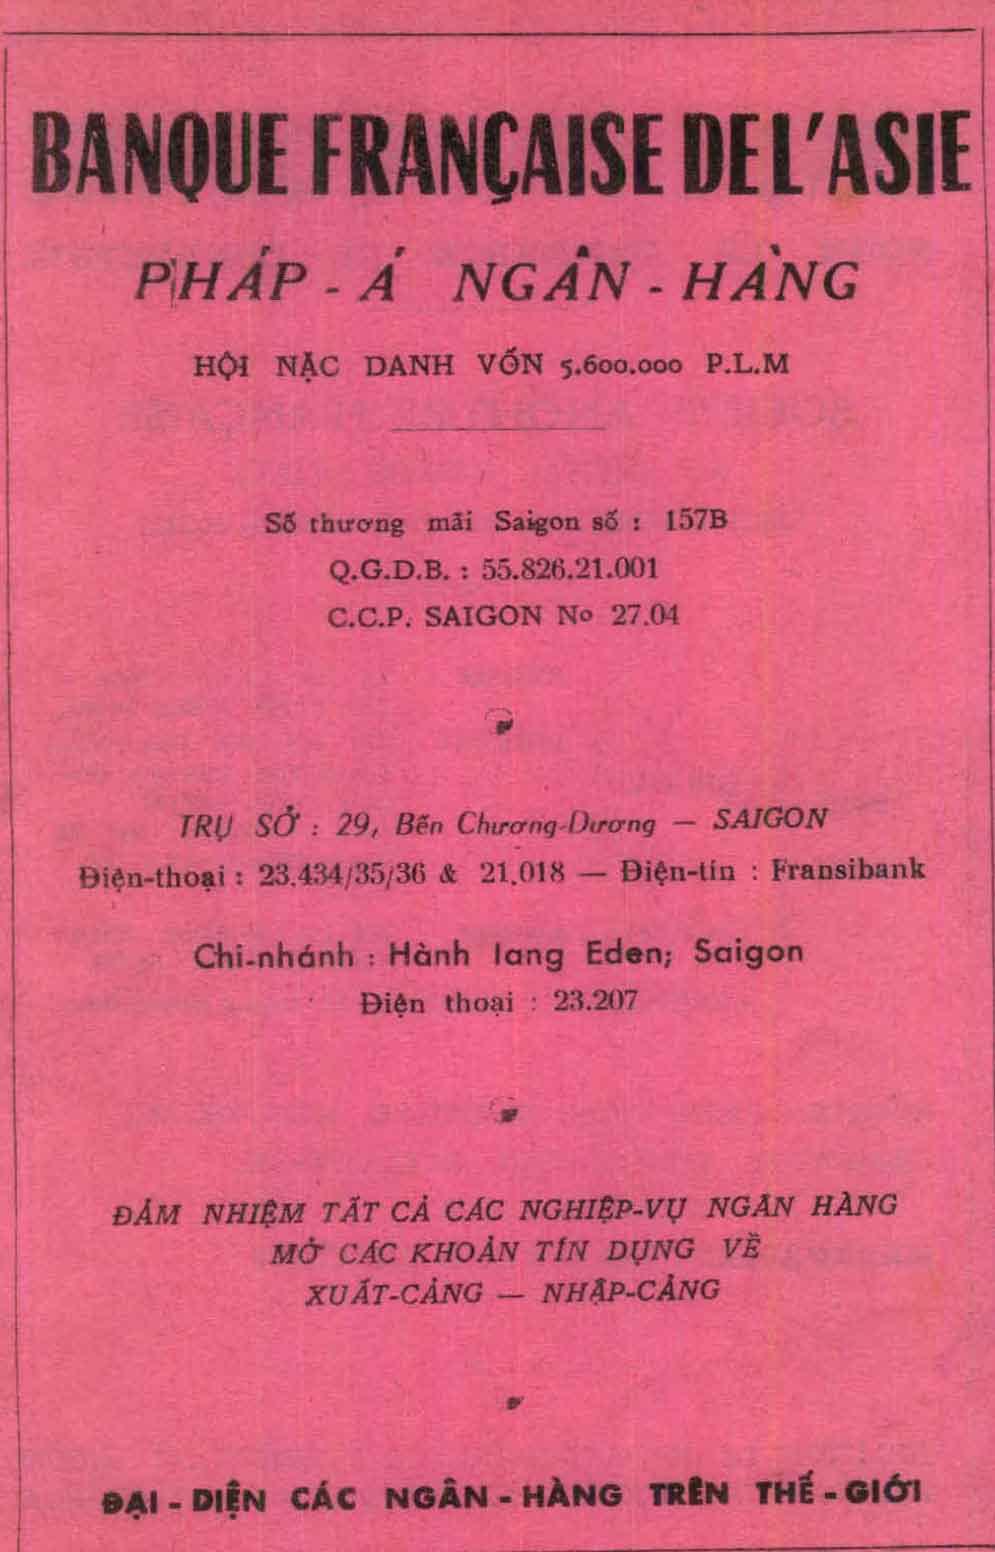 BANQUE FRANÇAISE DE L'ASIE
PHÁP - Á NGÂN - HÀNG
HỘI NẶC DANH VỐN 5.600.000 P.L.M
Số thương mãi Saigon số : 157B
Q.G.D.B. : 55.826.21.001
C.C.P. SAIGON No 27.04
TRỤ SỞ : 29, Bến Chương-Dương — SAIGON
Điện-thoại : 23.434/35/36 & 21.018 — Điện-tín : Fransibank
Chi-nhánh : Hành lang Eden; Saigon
Điện thoại : 23.207
ĐẢM NHIỆM TẤT CẢ CÁC NGHIỆP-VỤ NGÂN HÀNG
MỞ CÁC KHOẢN TÍN DỤNG VỀ
XUẤT-CẢNG — NHẬP-CẢNG
ĐẠI - DIỆN CÁC NGÂN - HÀNG TRÊN THẾ - GIỚI